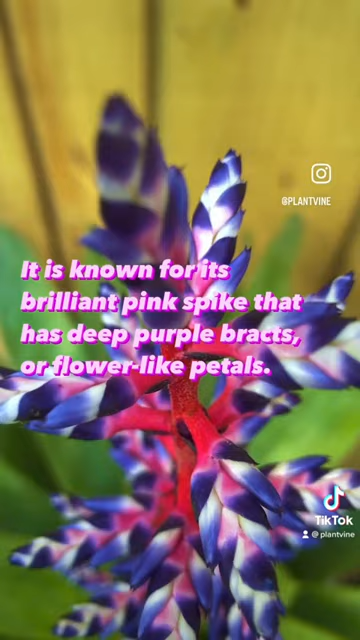 @PLANTVINE
It is known for its
brilliant pink spike that
has deep purple bracts,
or flower-like petals.
TikTok
@ plantvine